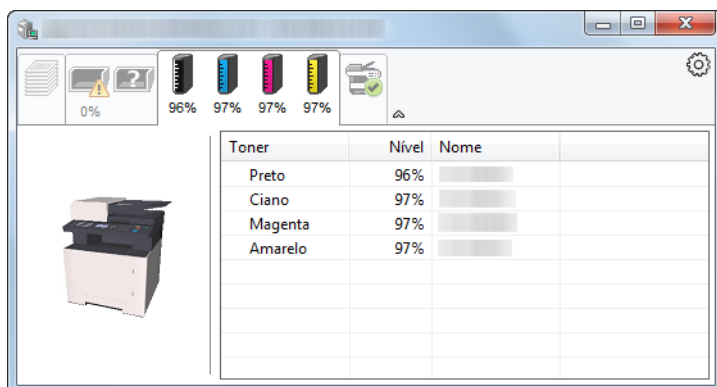 0% 96% 97% 97% 97%
Toner Nível Nome
Preto 96%
Ciano 97%
Magenta 97%
Amarelo 97%